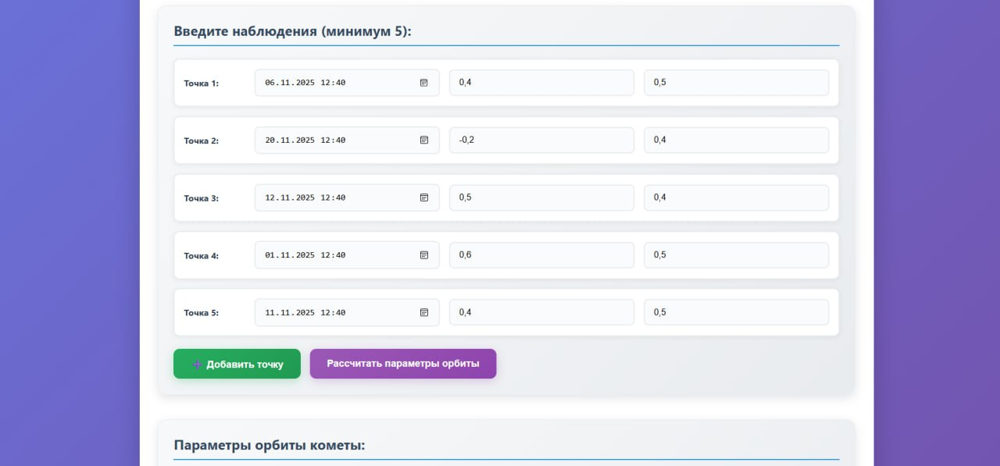 Введите наблюдения (минимум 5):
Точка 1: 06.11.2025 12:40 0,4 0,5
Точка 2: 20.11.2025 12:40 -0,2 0,4
Точка 3: 12.11.2025 12:40 0,5 0,4
Точка 4: 01.11.2025 12:40 0,6 0,5
Точка 5: 11.11.2025 12:40 0,4 0,5
Добавить точку Рассчитать параметры орбиты
Параметры орбиты кометы: